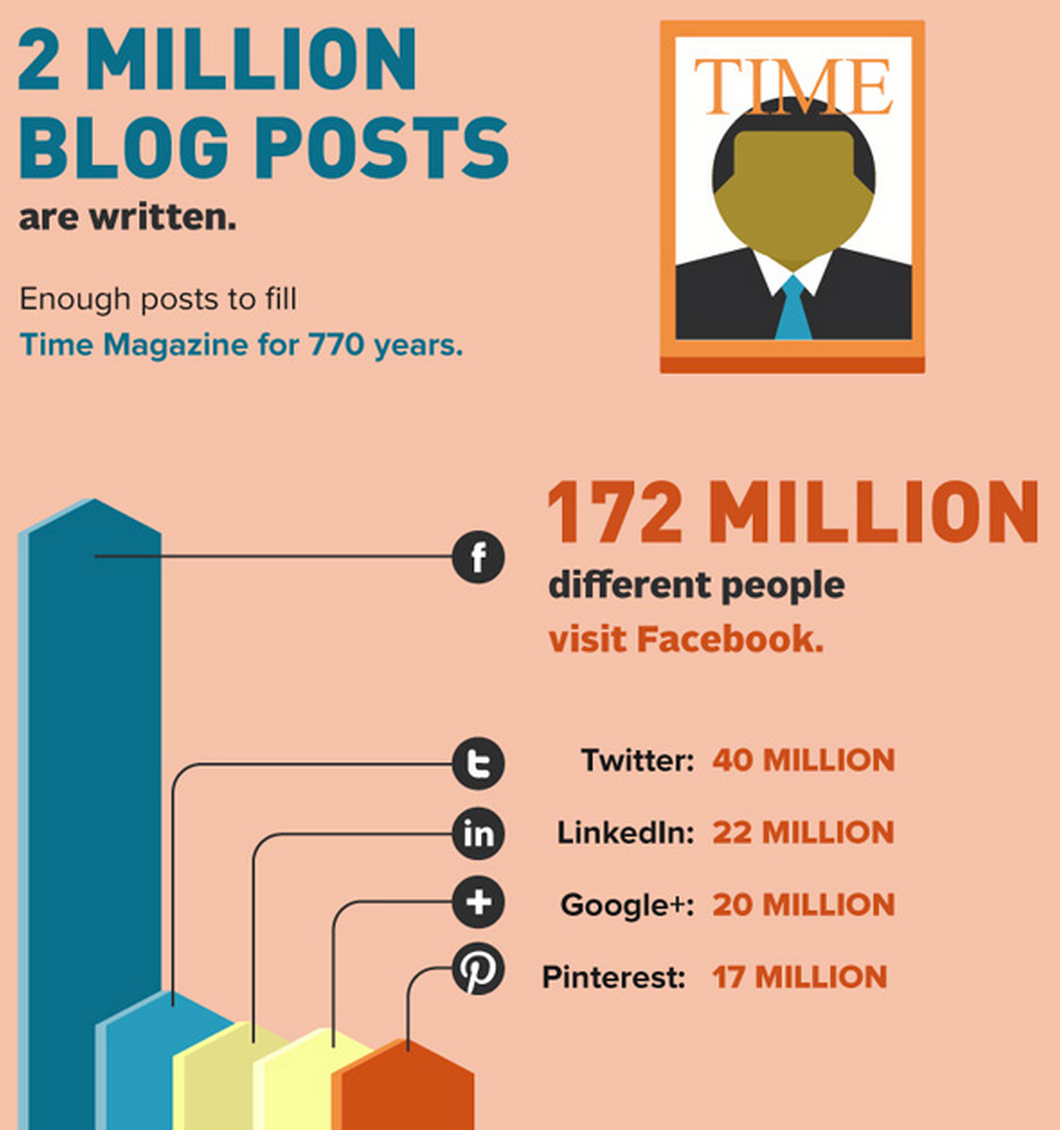 2 MILLION
BLOG POSTS
are written.
Enough posts to fill
Time Magazine for 770 years.
TIME
172 MILLION
different people
visit Facebook.
f
t
Twitter: 40 MILLION
in
LinkedIn: 22 MILLION
+
Google+: 20 MILLION
P
Pinterest: 17 MILLION